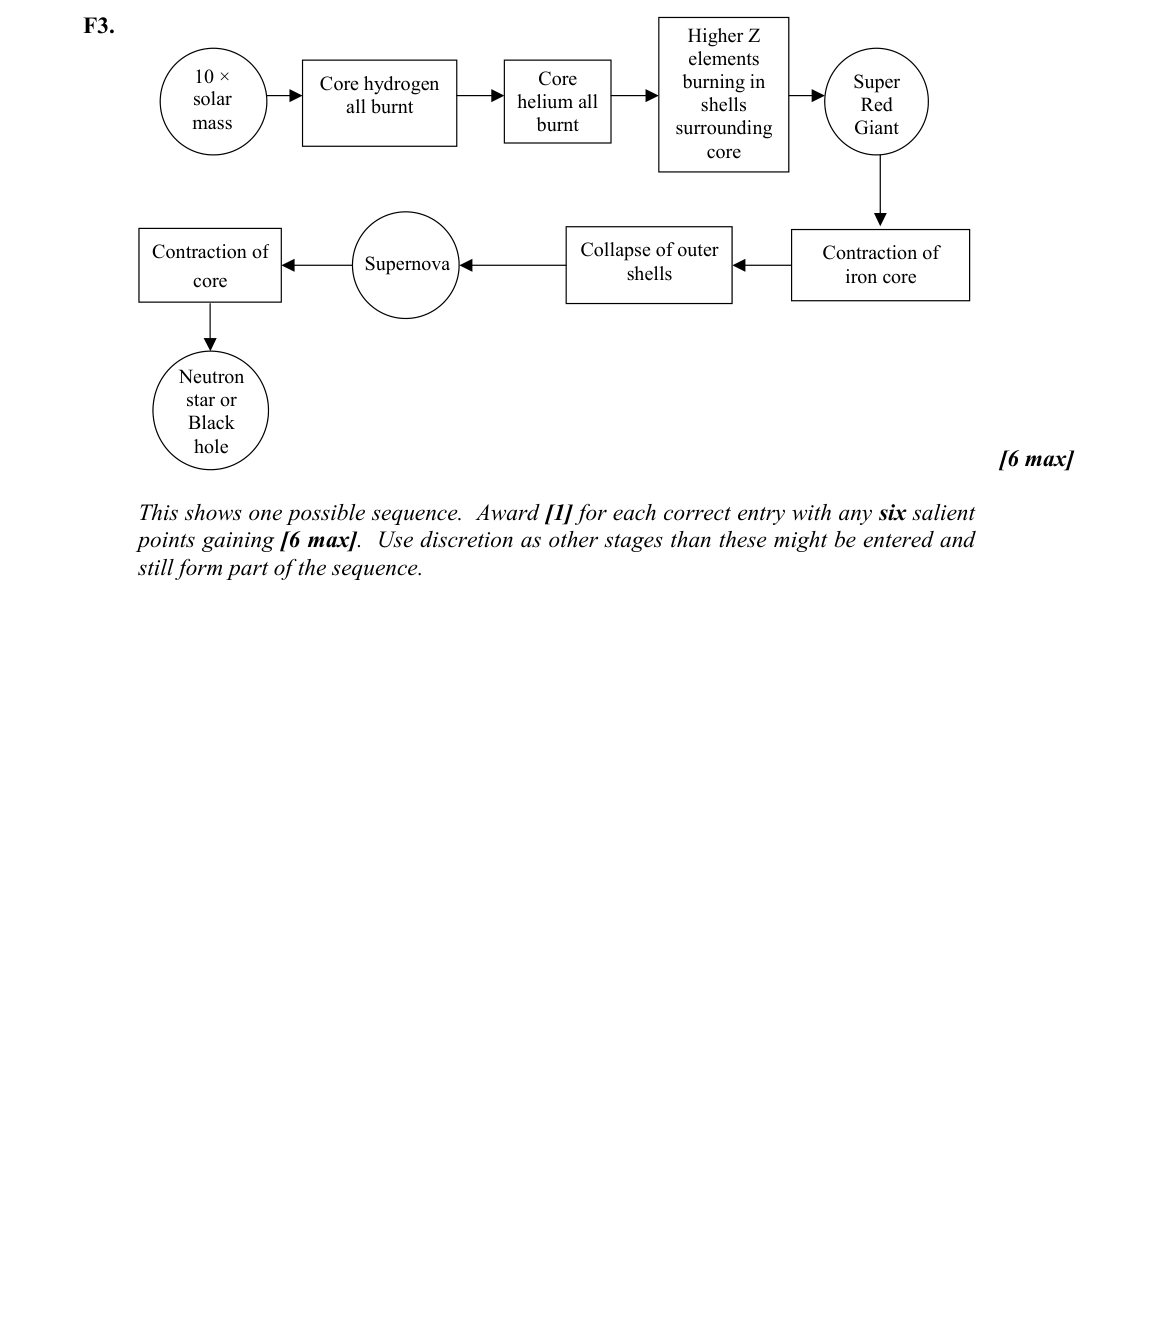 F3.
10 ×
solar
mass
Core hydrogen
all burnt
Core
helium all
burnt
Higher Z
elements
burning in
shells
surrounding
core
Super
Red
Giant
Contraction of
iron core
Collapse of outer
shells
Supernova
Contraction of
core
Neutron
star or
Black
hole
[6 max]
This shows one possible sequence. Award [1] for each correct entry with any six salient
points gaining [6 max]. Use discretion as other stages than these might be entered and
still form part of the sequence.